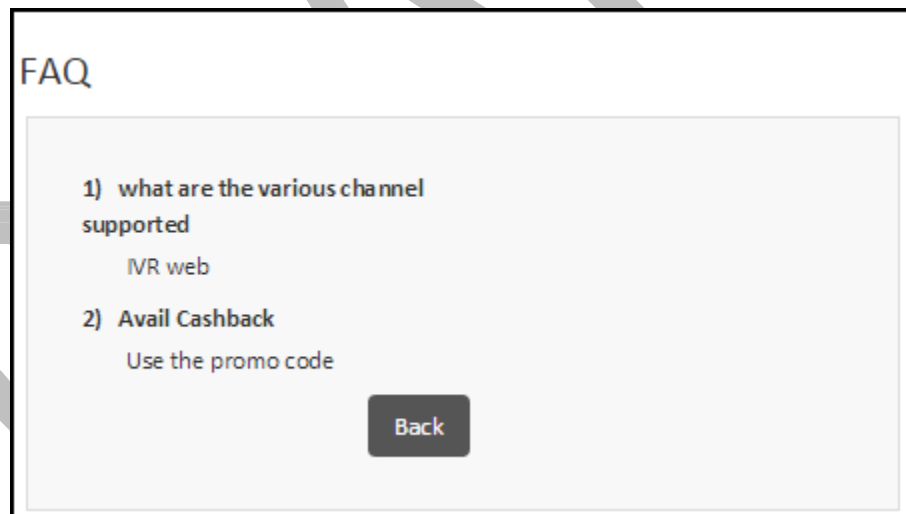 FAQ
1) what are the various channel
supported
IVR web
2) Avail Cashback
Use the promo code
Back